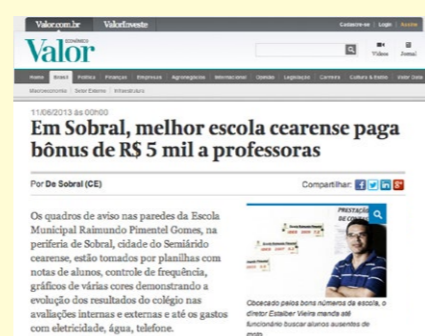 Valor.com.br ValorInveste
Cadastre-se Login Assine
ECONÔMICO
Valor
Vídeos Jornal
Home Brasil Política Finanças Empresas Agronegócios Internacional Opinião Legislação Carreira Cultura & Estilo Valor Data
Macroeconomia Setor Externo Infraestrutura
11/06/2013 às 00h00
Em Sobral, melhor escola cearense paga
bônus de R$ 5 mil a professoras
Por De Sobral (CE)
Compartilhar:
Os quadros de aviso nas paredes da Escola
Municipal Raimundo Pimentel Gomes, na
periferia de Sobral, cidade do Semiárido
cearense, estão tomados por planilhas com
notas de alunos, controle de frequência,
gráficos de várias cores demonstrando a
evolução dos resultados do colégio nas
avaliações internas e externas e até os gastos
com eletricidade, água, telefone.
PRESTAÇÃO
DE CO
Obcecado pelos bons números da escola, o
diretor Estalber Vieira manda até
funcionário buscar alunos ausentes de